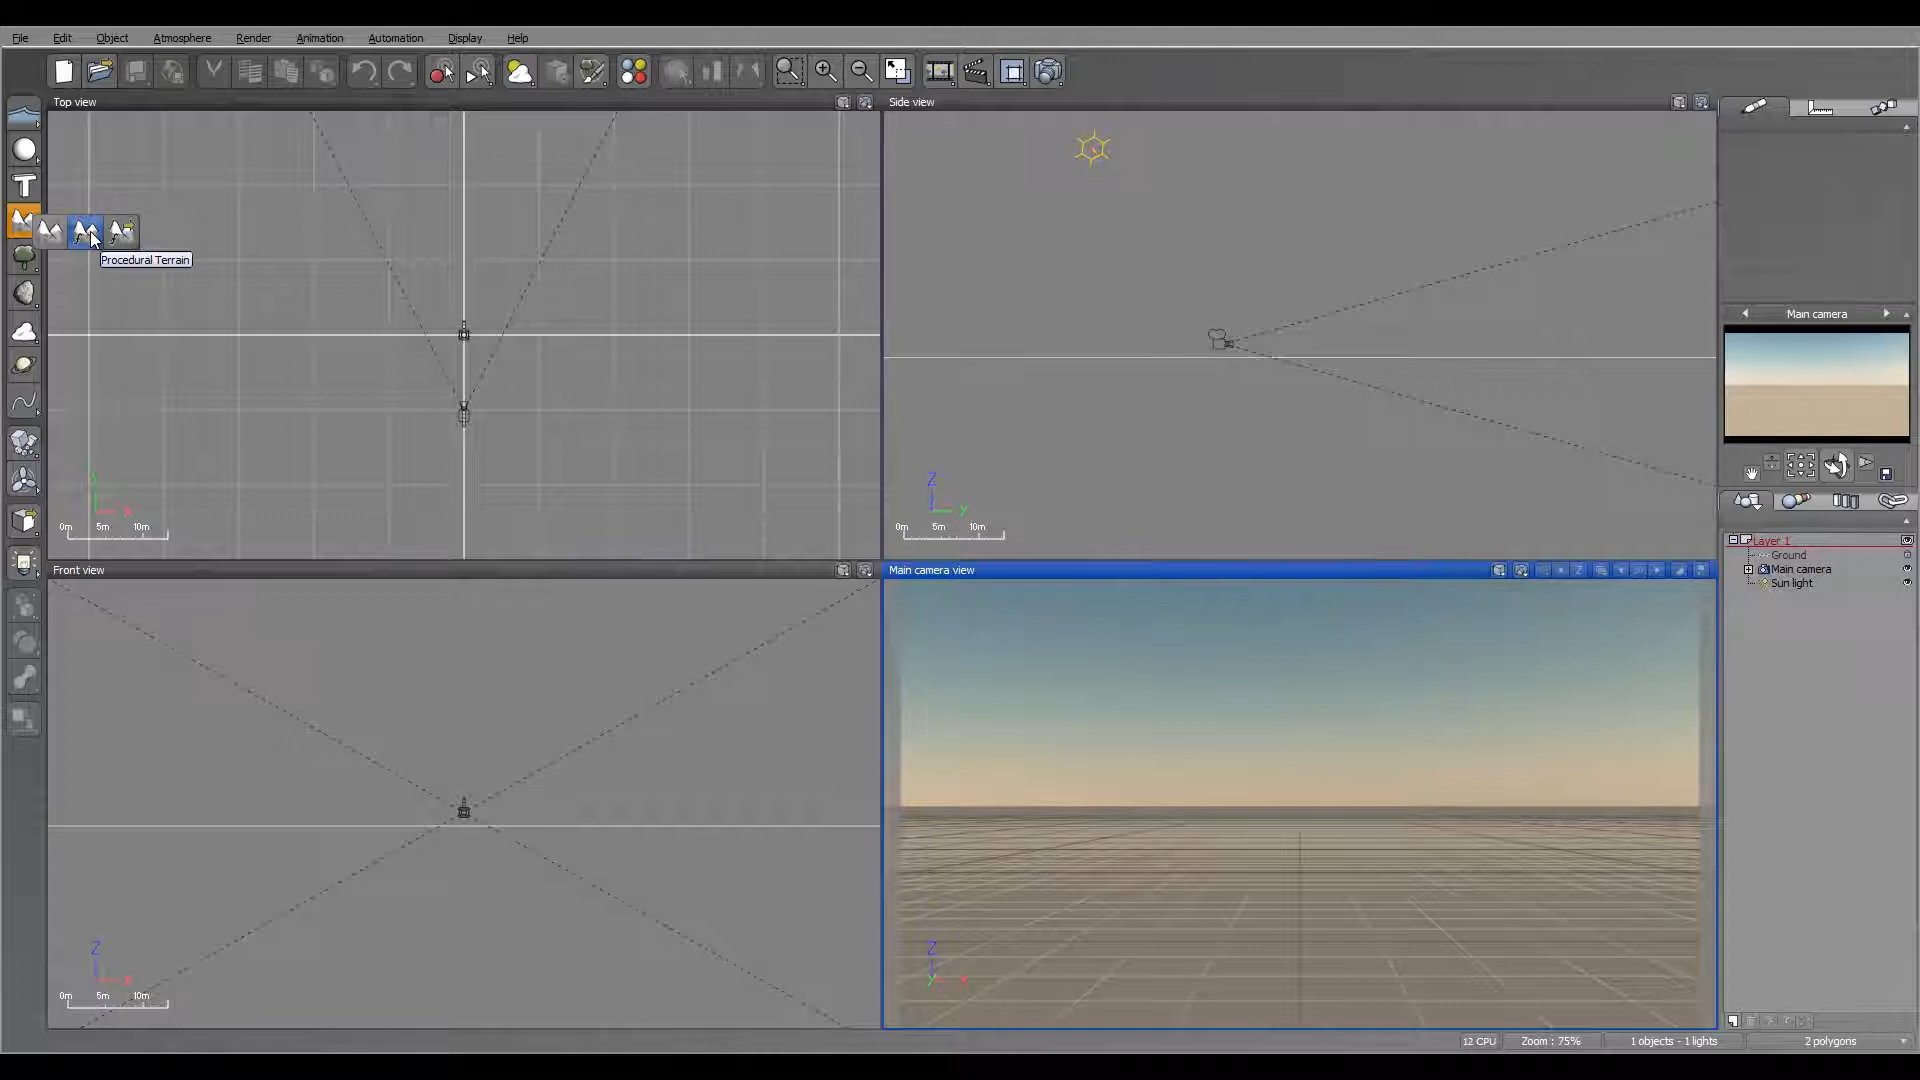 File Edit Object Atmosphere Render Animation Automation Display Help
Top view
Side view
Procedural Terrain
Main camera
Y
X
0m 5m 10m
Z
Y
0m 5m 10m
Layer 1
Ground
Main camera
Sun light
Front view
Main camera view
Z
X
0m 5m 10m
Z
Y
X
12 CPU
Zoom : 75%
1 objects - 1 lights
2 polygons